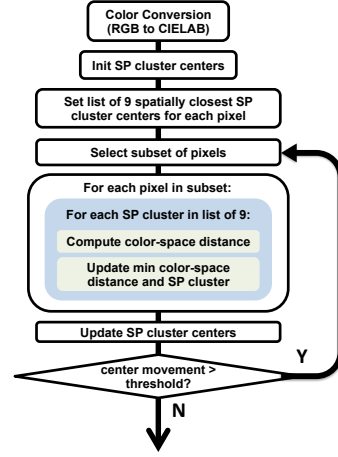 Color Conversion
(RGB to CIELAB)
Init SP cluster centers
Set list of 9 spatially closest SP
cluster centers for each pixel
Select subset of pixels
For each pixel in subset:
For each SP cluster in list of 9:
Compute color-space distance
Update min color-space
distance and SP cluster
Update SP cluster centers
center movement >
threshold?
Y
N